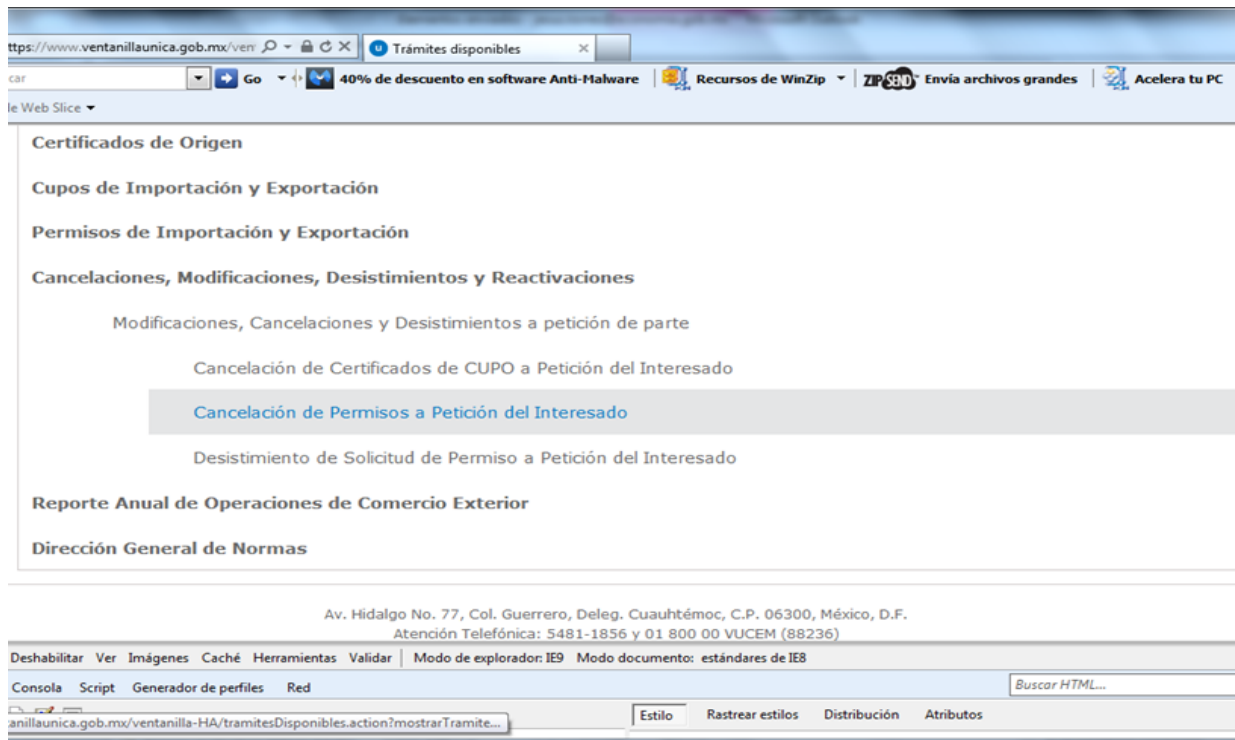 ttps://www.ventanillaunica.gob.mx/ven
Trámites disponibles
car Go 40% de descuento en software Anti-Malware Recursos de WinZip ZIPSEND Envía archivos grandes Acelera tu PC
de Web Slice
Certificados de Origen
Cupos de Importación y Exportación
Permisos de Importación y Exportación
Cancelaciones, Modificaciones, Desistimientos y Reactivaciones
Modificaciones, Cancelaciones y Desistimientos a petición de parte
Cancelación de Certificados de CUPO a Petición del Interesado
Cancelación de Permisos a Petición del Interesado
Desistimiento de Solicitud de Permiso a Petición del Interesado
Reporte Anual de Operaciones de Comercio Exterior
Dirección General de Normas
Av. Hidalgo No. 77, Col. Guerrero, Deleg. Cuauhtémoc, C.P. 06300, México, D.F.
Atención Telefónica: 5481-1856 y 01 800 00 VUCEM (88236)
Deshabilitar Ver Imágenes Caché Herramientas Validar Modo de explorador: IE9 Modo documento: estándares de IE8
Consola Script Generador de perfiles Red Buscar HTML...
anillaunica.gob.mx/ventanilla-HA/tramitesDisponibles.action?mostrarTramite... Estilo Rastrear estilos Distribución Atributos